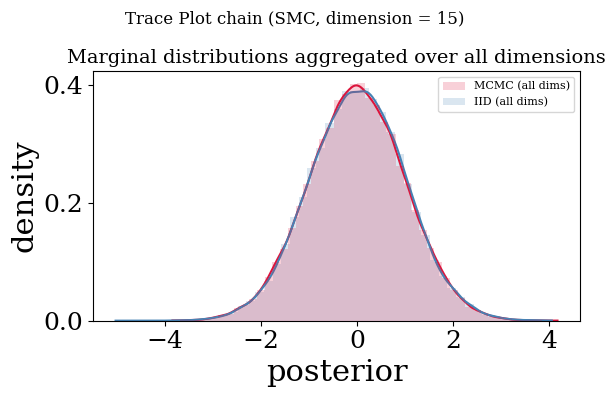 Trace Plot chain (SMC, dimension = 15)
Marginal distributions aggregated over all dimensions
MCMC (all dims)
IID (all dims)
density
0.4
0.2
0.0
−4 −2 0 2 4
posterior